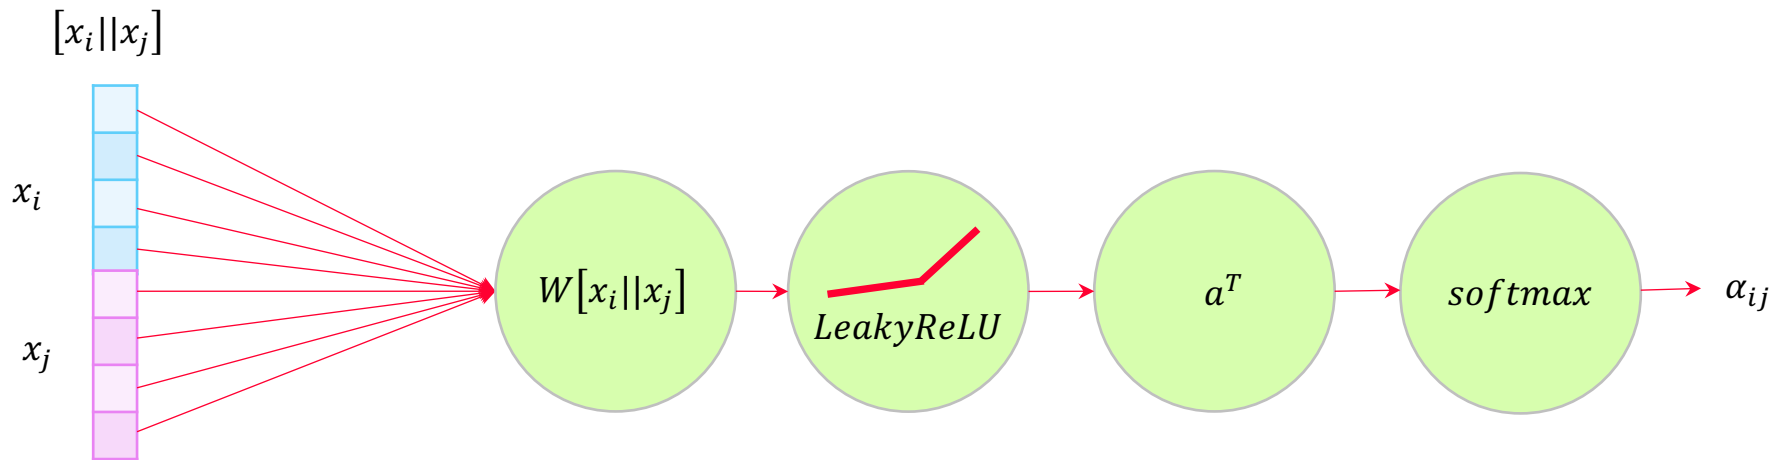 [x_i||x_j]
x_i
x_j
W[x_i||x_j]
LeakyReLU
a^T
softmax
α_ij